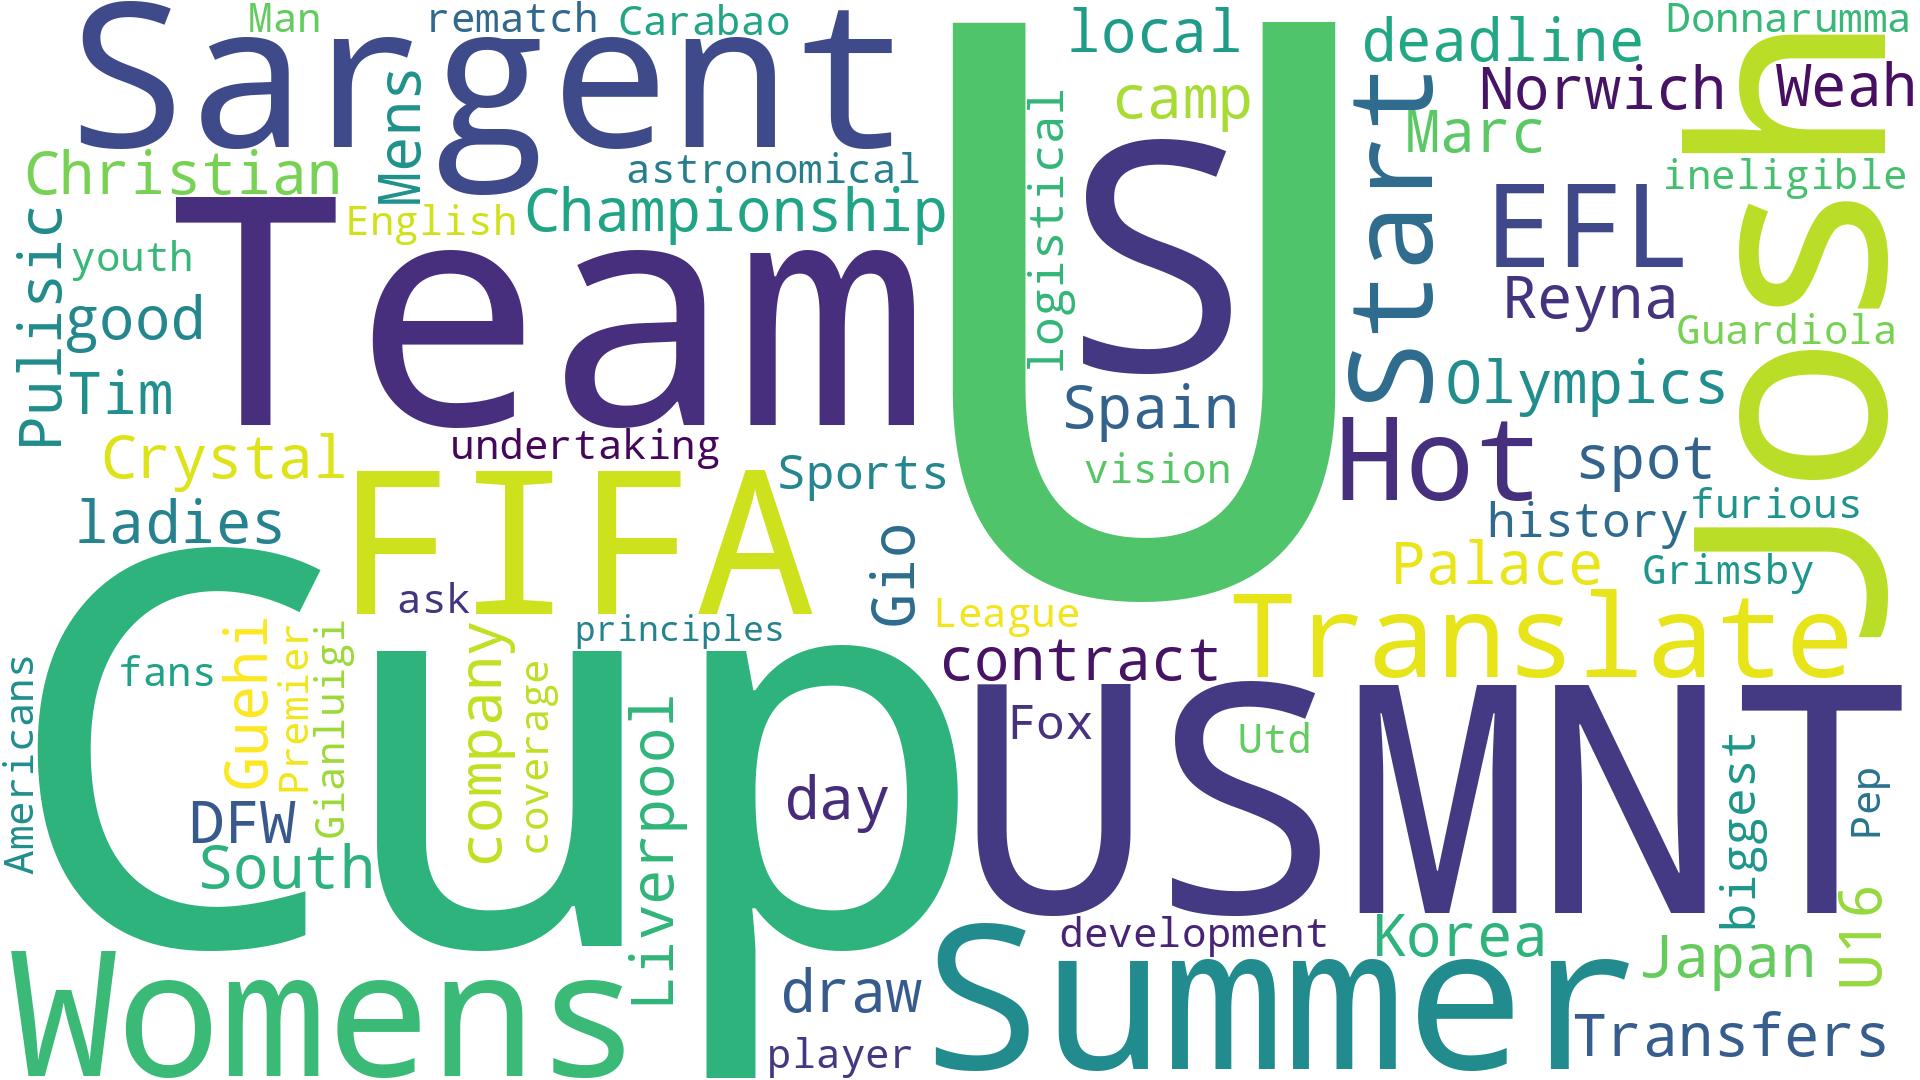 Man
rematch
Carabao
local
deadline
Donnarumma
Sargent
Mens
U
camp
Start
Norwich
Weah
Josh
Marc
Christian
astronomical
logistical
S
ineligible
Team
English
Championship
EFL
Pulisic
youth
good
Reyna
Guardiola
Tim
Spain
Olympics
Crystal
undertaking
Sports
vision
Hot
spot
ladies
FIFA
Gio
history
furious
Cup
ask
principles
League
Palace
Grimsby
Translate
Americans
fans
Guehi
Premier
Gianluigi
company
coverage
Liverpool
contract
USMNT
Fox
Utd
day
biggest
Pep
DFW
South
development
Korea
Japan
U16
Womens
draw
Summer
player
Transfers